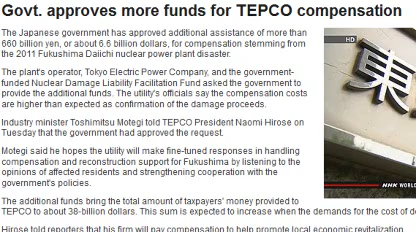 Govt. approves more funds for TEPCO compensation
The Japanese government has approved additional assistance of more than
660 billion yen, or about 6.6 billion dollars, for compensation stemming from
the 2011 Fukushima Daiichi nuclear power plant disaster.
HD
東
The plant's operator, Tokyo Electric Power Company, and the government-
funded Nuclear Damage Liability Facilitation Fund asked the government to
provide the additional funds. The utility's officials say the compensation costs
are higher than expected as confirmation of the damage proceeds.
Industry minister Toshimitsu Motegi told TEPCO President Naomi Hirose on
Tuesday that the government had approved the request.
Motegi said he hopes the utility will make fine-tuned responses in handling
compensation and reconstruction support for Fukushima by listening to the
opinions of affected residents and strengthening cooperation with the
government's policies.
NHK WORLD
The additional funds bring the total amount of taxpayers' money provided to
TEPCO to about 38-billion dollars. This sum is expected to increase when the demands for the cost of
Hirose told reporters that his firm will pay compensation to help promote local economic revitalization